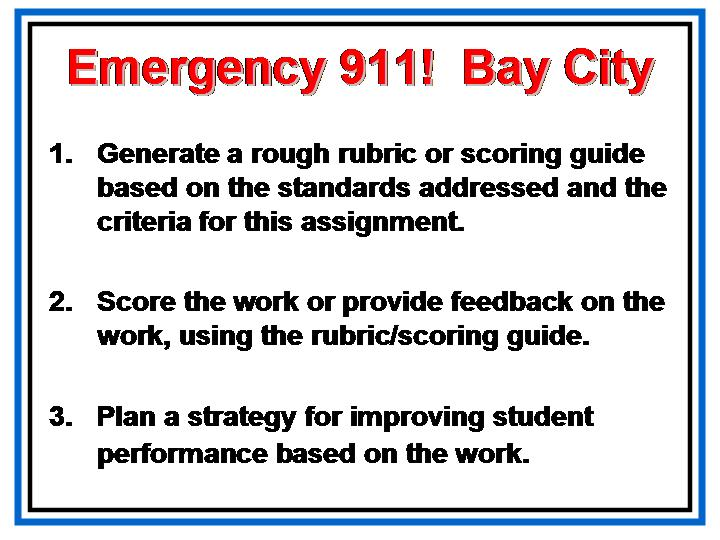 Emergency 911!  Bay City
1. Generate a rough rubric or scoring guide
based on the standards addressed and the
criteria for this assignment.
2. Score the work or provide feedback on the
work, using the rubric/scoring guide.
3. Plan a strategy for improving student
performance based on the work.